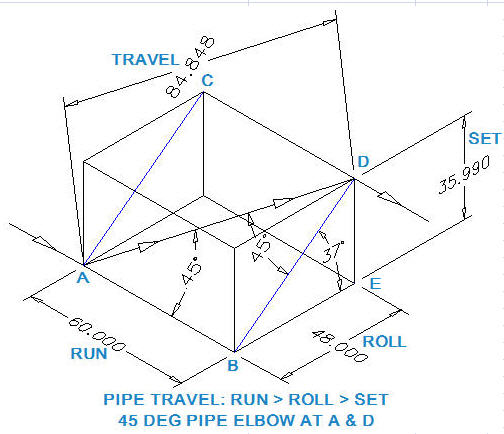 TRAVEL
84.848
C
D
SET
35.990
45°
45°
37°
A
E
60.000
RUN
48.000
ROLL
B
PIPE TRAVEL: RUN > ROLL > SET
45 DEG PIPE ELBOW AT A & D